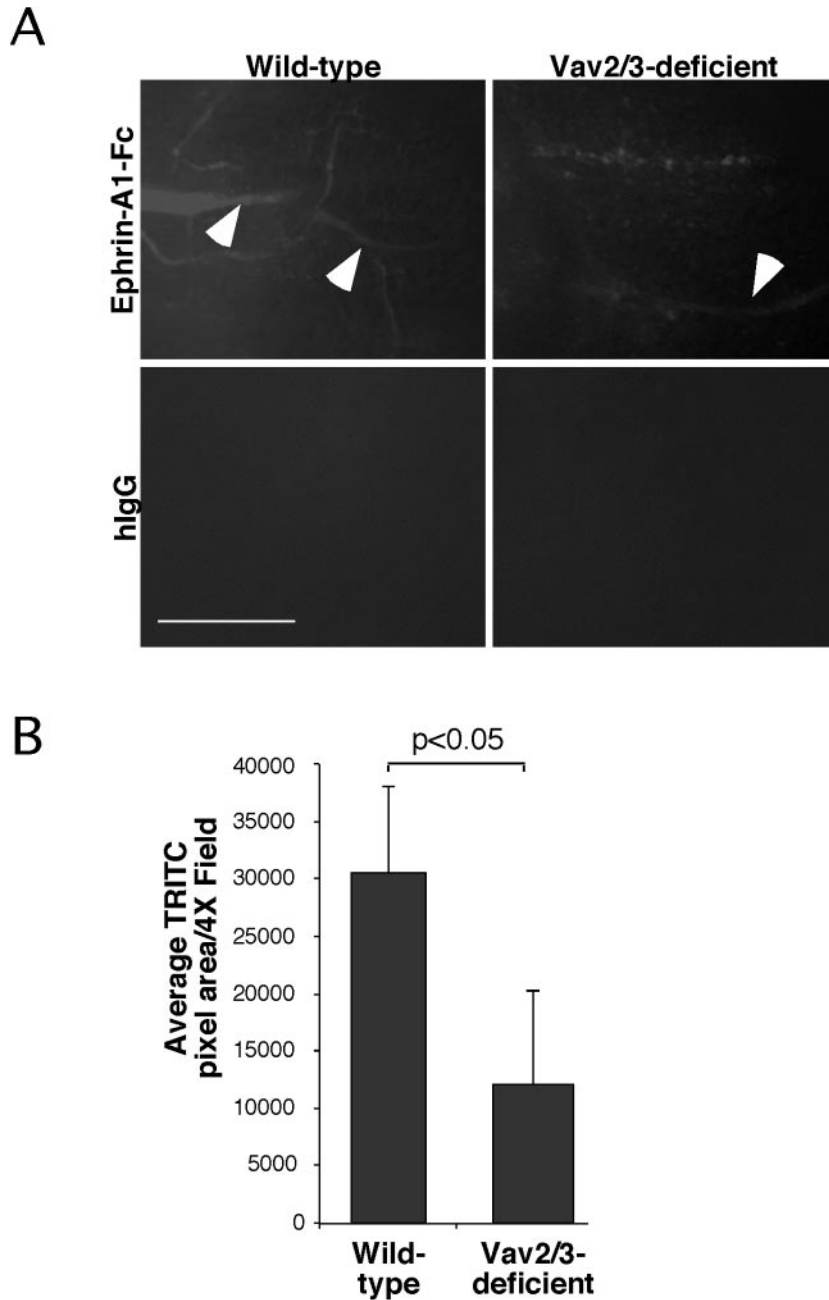 A
Wild-type
Vav2/3-deficient
Ephrin-A1-Fc
hIgG
B
p<0.05
Average TRITC
pixel area/4X Field
40000
35000
30000
25000
20000
15000
10000
5000
0
Wild-
type
Vav2/3-
deficient